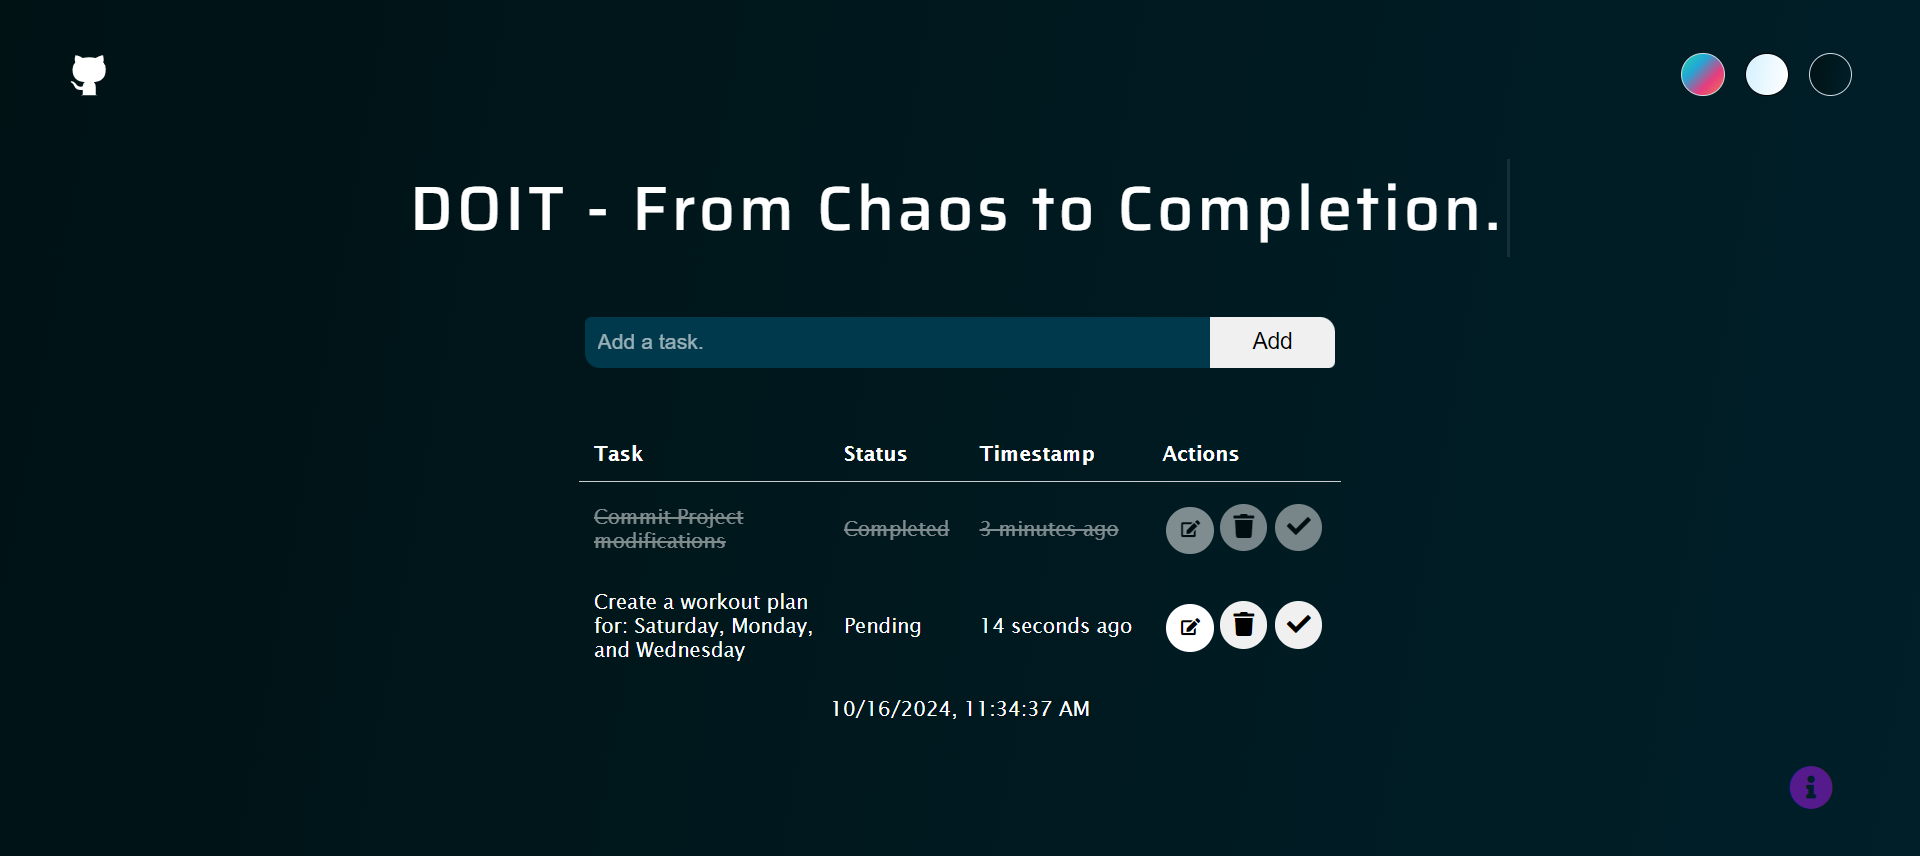 DOIT - From Chaos to Completion.
Add a task.
Add
Task Status Timestamp Actions
Commit Project
modifications
Completed
3 minutes ago
Create a workout plan
for: Saturday, Monday,
and Wednesday
Pending
14 seconds ago
10/16/2024, 11:34:37 AM